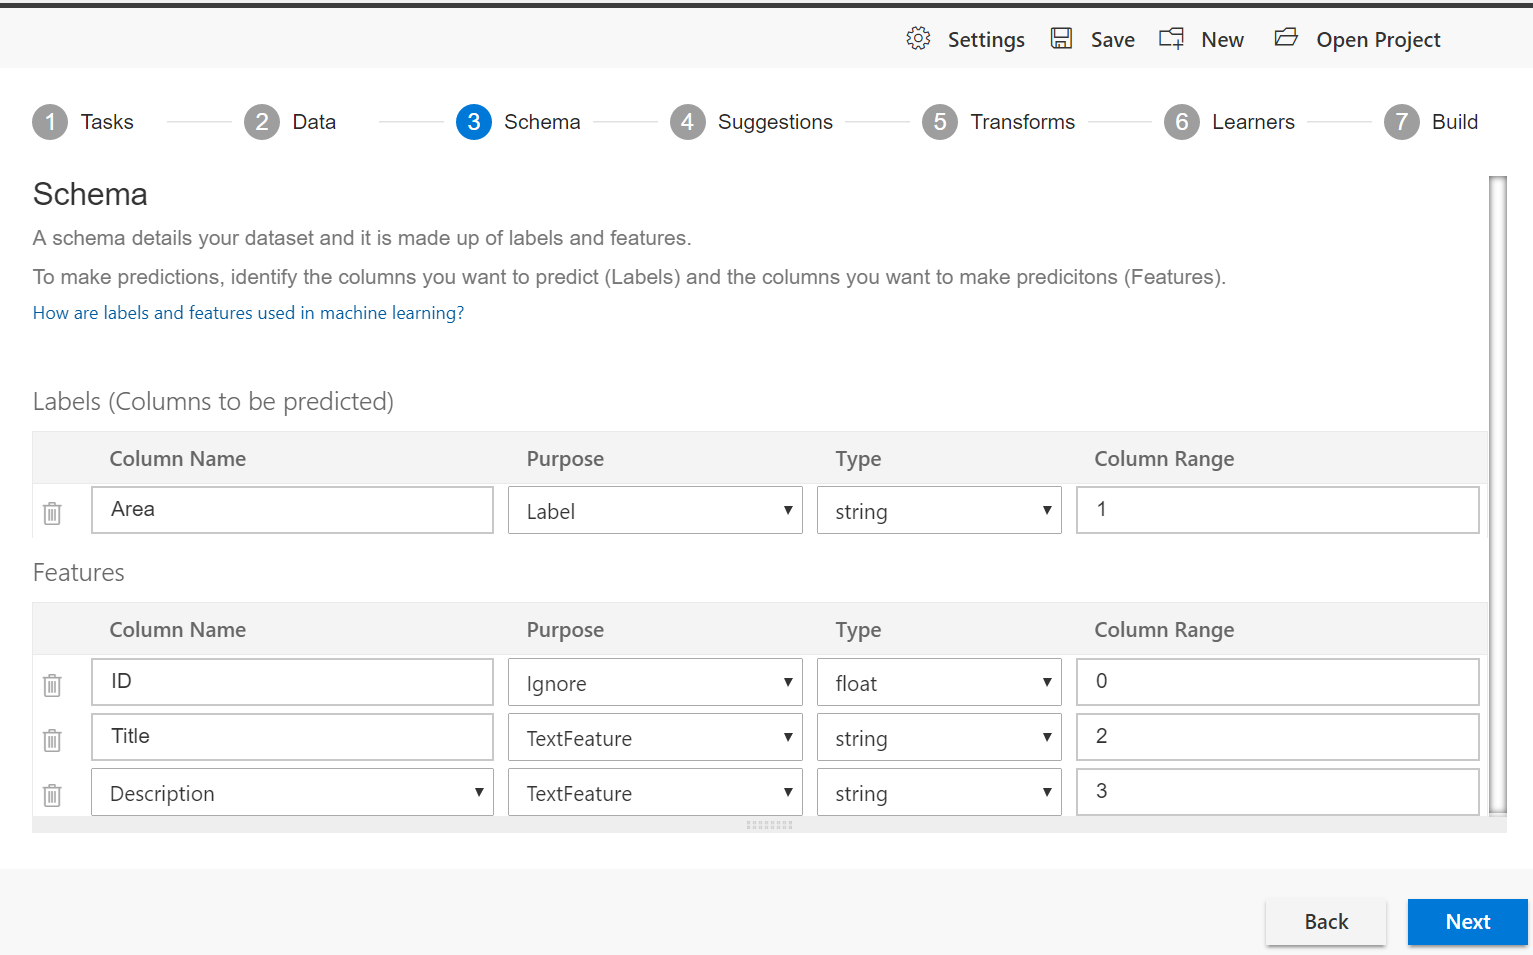 Settings Save New Open Project
1 Tasks 2 Data 3 Schema 4 Suggestions 5 Transforms 6 Learners 7 Build
Schema
A schema details your dataset and it is made up of labels and features.
To make predictions, identify the columns you want to predict (Labels) and the columns you want to make predicitons (Features).
How are labels and features used in machine learning?
Labels (Columns to be predicted)
Column Name Purpose Type Column Range
Area Label string 1
Features
Column Name Purpose Type Column Range
ID Ignore float 0
Title TextFeature string 2
Description TextFeature string 3
Back Next